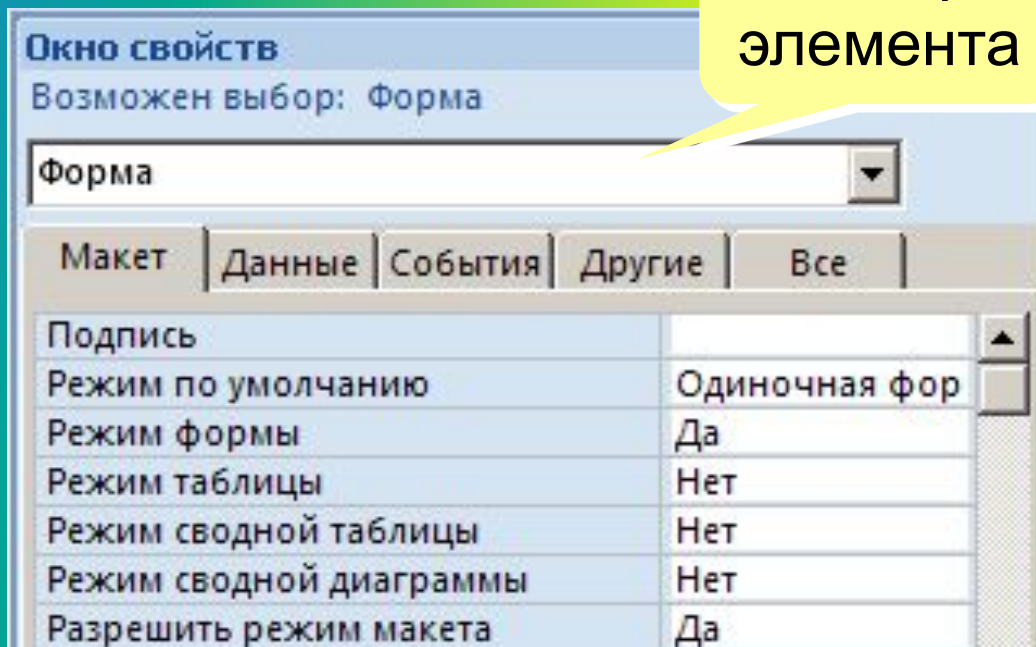 элемента
Окно свойств
Возможен выбор: Форма
Форма
Макет Данные События Другие Все
Подпись
Режим по умолчанию Одиночная фор
Режим формы Да
Режим таблицы Нет
Режим сводной таблицы Нет
Режим сводной диаграммы Нет
Разрешить режим макета Да